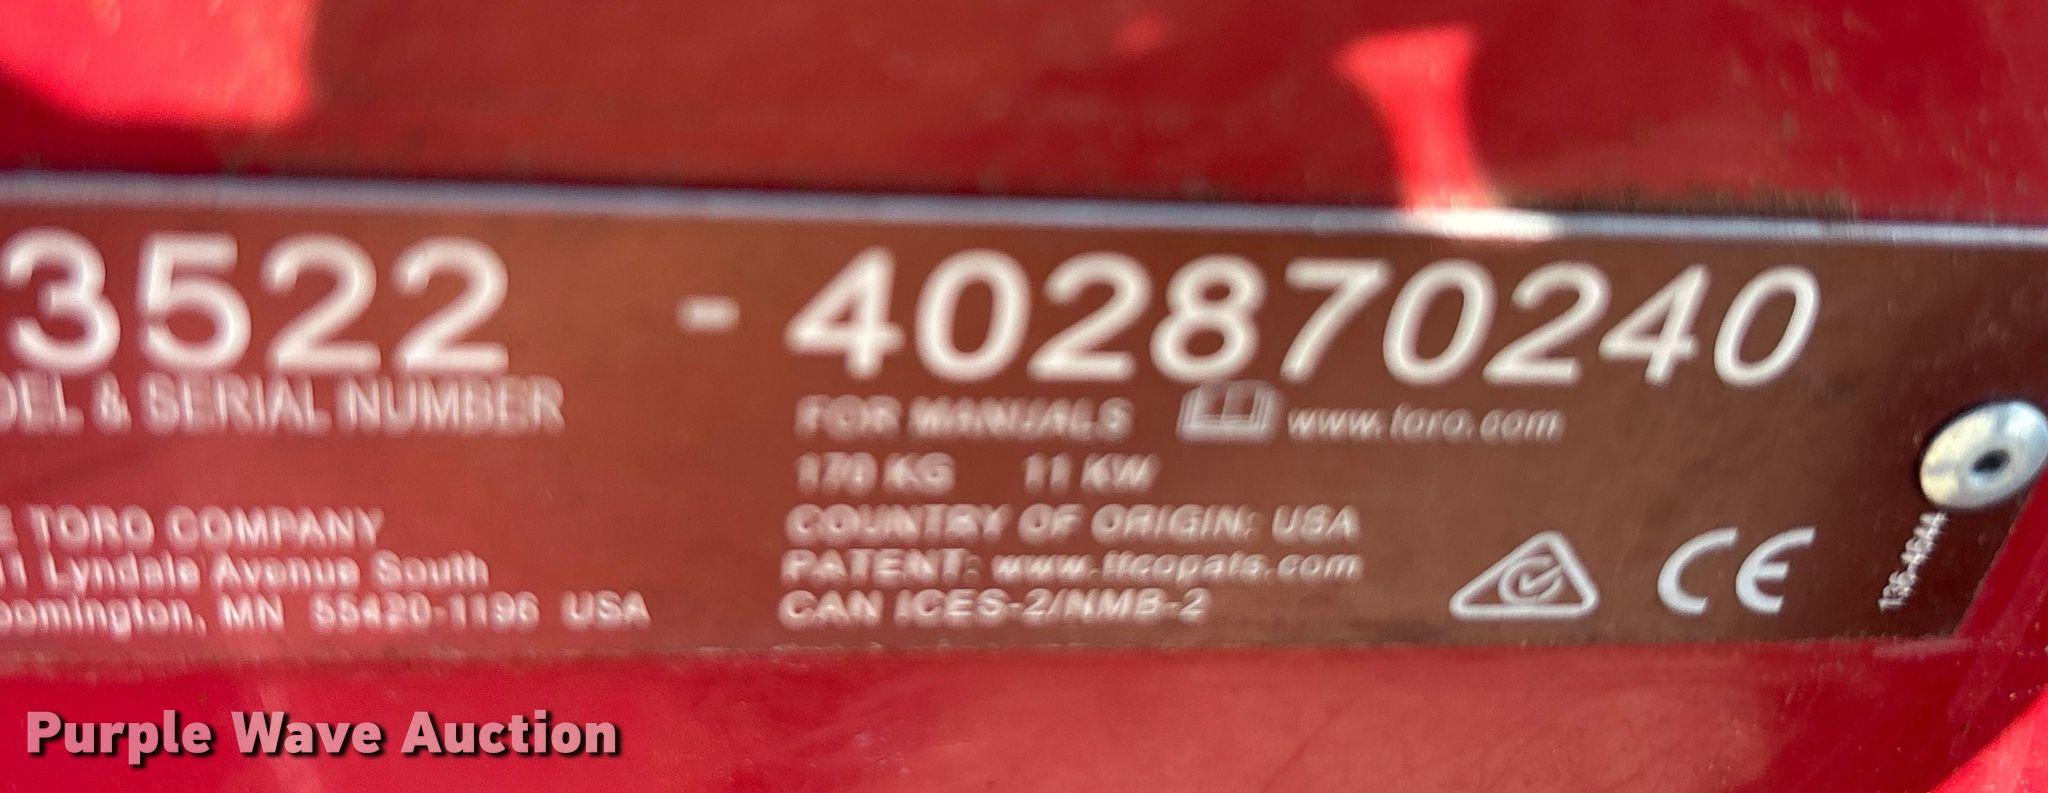 3522 - 402870240
DEL & SERIAL NUMBER
FOR MANUALS www.toro.com
170 KG 11 KW
E TORO COMPANY
COUNTRY OF ORIGIN: USA
11 Lyndale Avenue South
PATENT: www.ttcopats.com
oomington, MN 55420-1196 USA
CAN ICES-2/NMB-2
CE
Purple Wave Auction